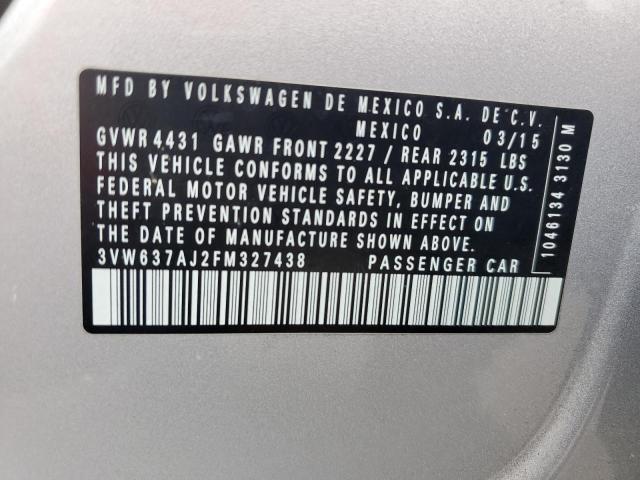 MFD BY VOLKSWAGEN DE MEXICO S.A. DE C.V.
MEXICO 03/15
GVWR 4431 GAWR FRONT 2227 / REAR 2315 LBS
THIS VEHICLE CONFORMS TO ALL APPLICABLE U.S.
FEDERAL MOTOR VEHICLE SAFETY, BUMPER AND
THEFT PREVENTION STANDARDS IN EFFECT ON
THE DATE OF MANUFACTURE SHOWN ABOVE.
3VW637AJ2FM327438 PASSENGER CAR
1046134 3130 M